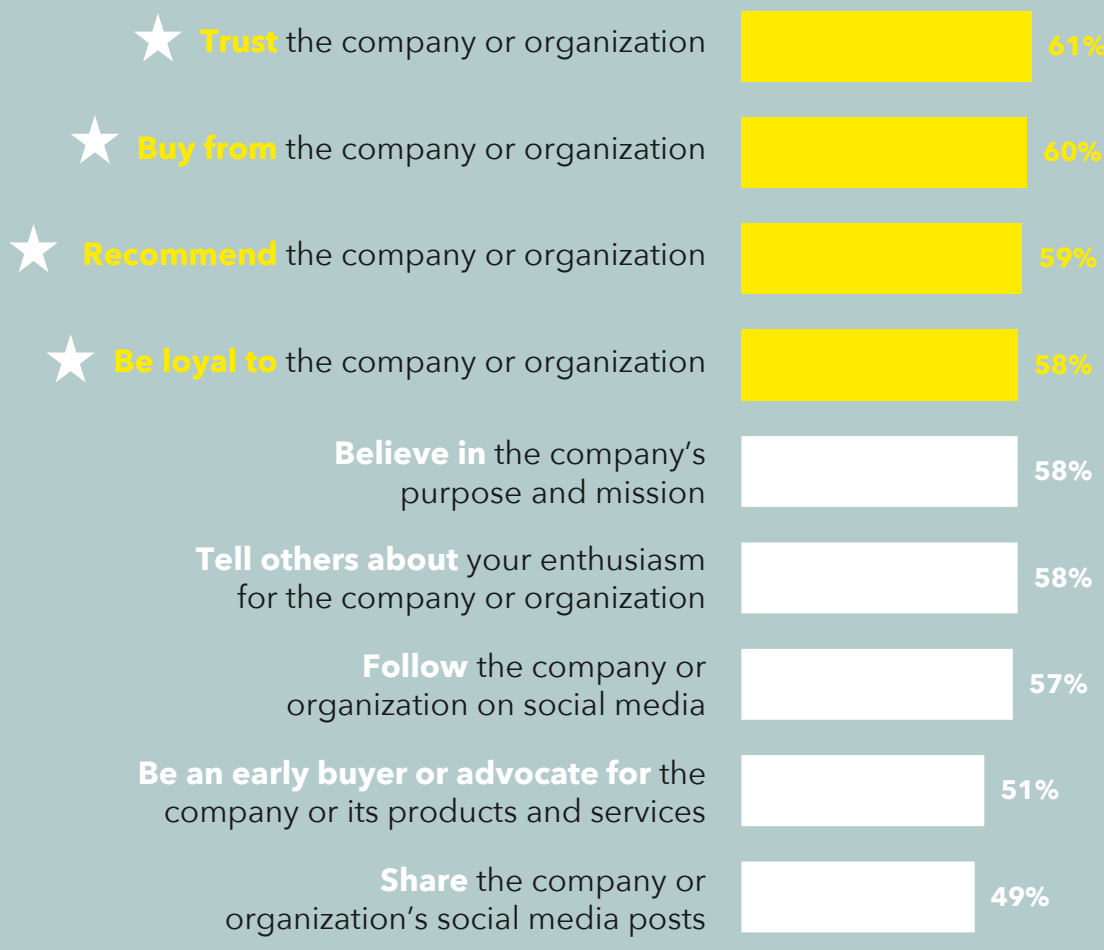 Trust the company or organization 61%
Buy from the company or organization 60%
Recommend the company or organization 59%
Be loyal to the company or organization 58%
Believe in the company’s
purpose and mission
58%
Tell others about your enthusiasm
for the company or organization
58%
Follow the company or
organization on social media
57%
Be an early buyer or advocate for the
company or its products and services
51%
Share the company or
organization’s social media posts
49%